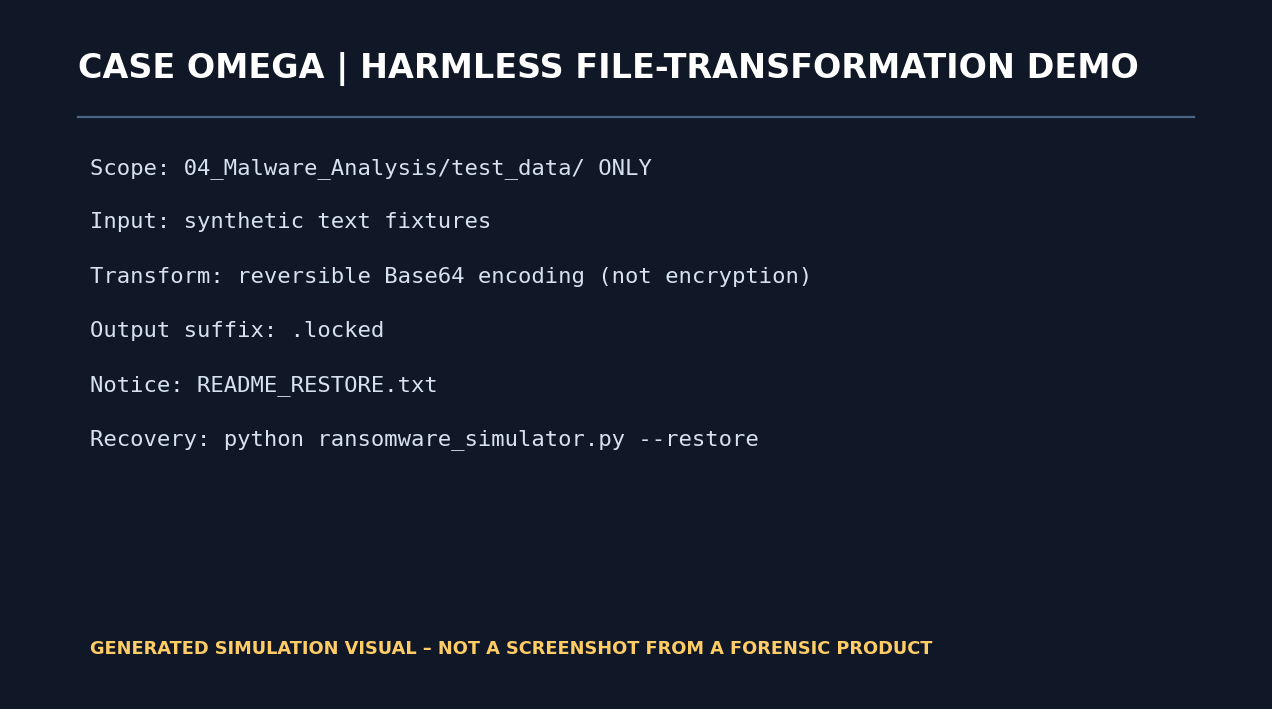 CASE OMEGA | HARMLESS FILE-TRANSFORMATION DEMO
Scope: 04_Malware_Analysis/test_data/ ONLY
Input: synthetic text fixtures
Transform: reversible Base64 encoding (not encryption)
Output suffix: .locked
Notice: README_RESTORE.txt
Recovery: python ransomware_simulator.py --restore
GENERATED SIMULATION VISUAL – NOT A SCREENSHOT FROM A FORENSIC PRODUCT